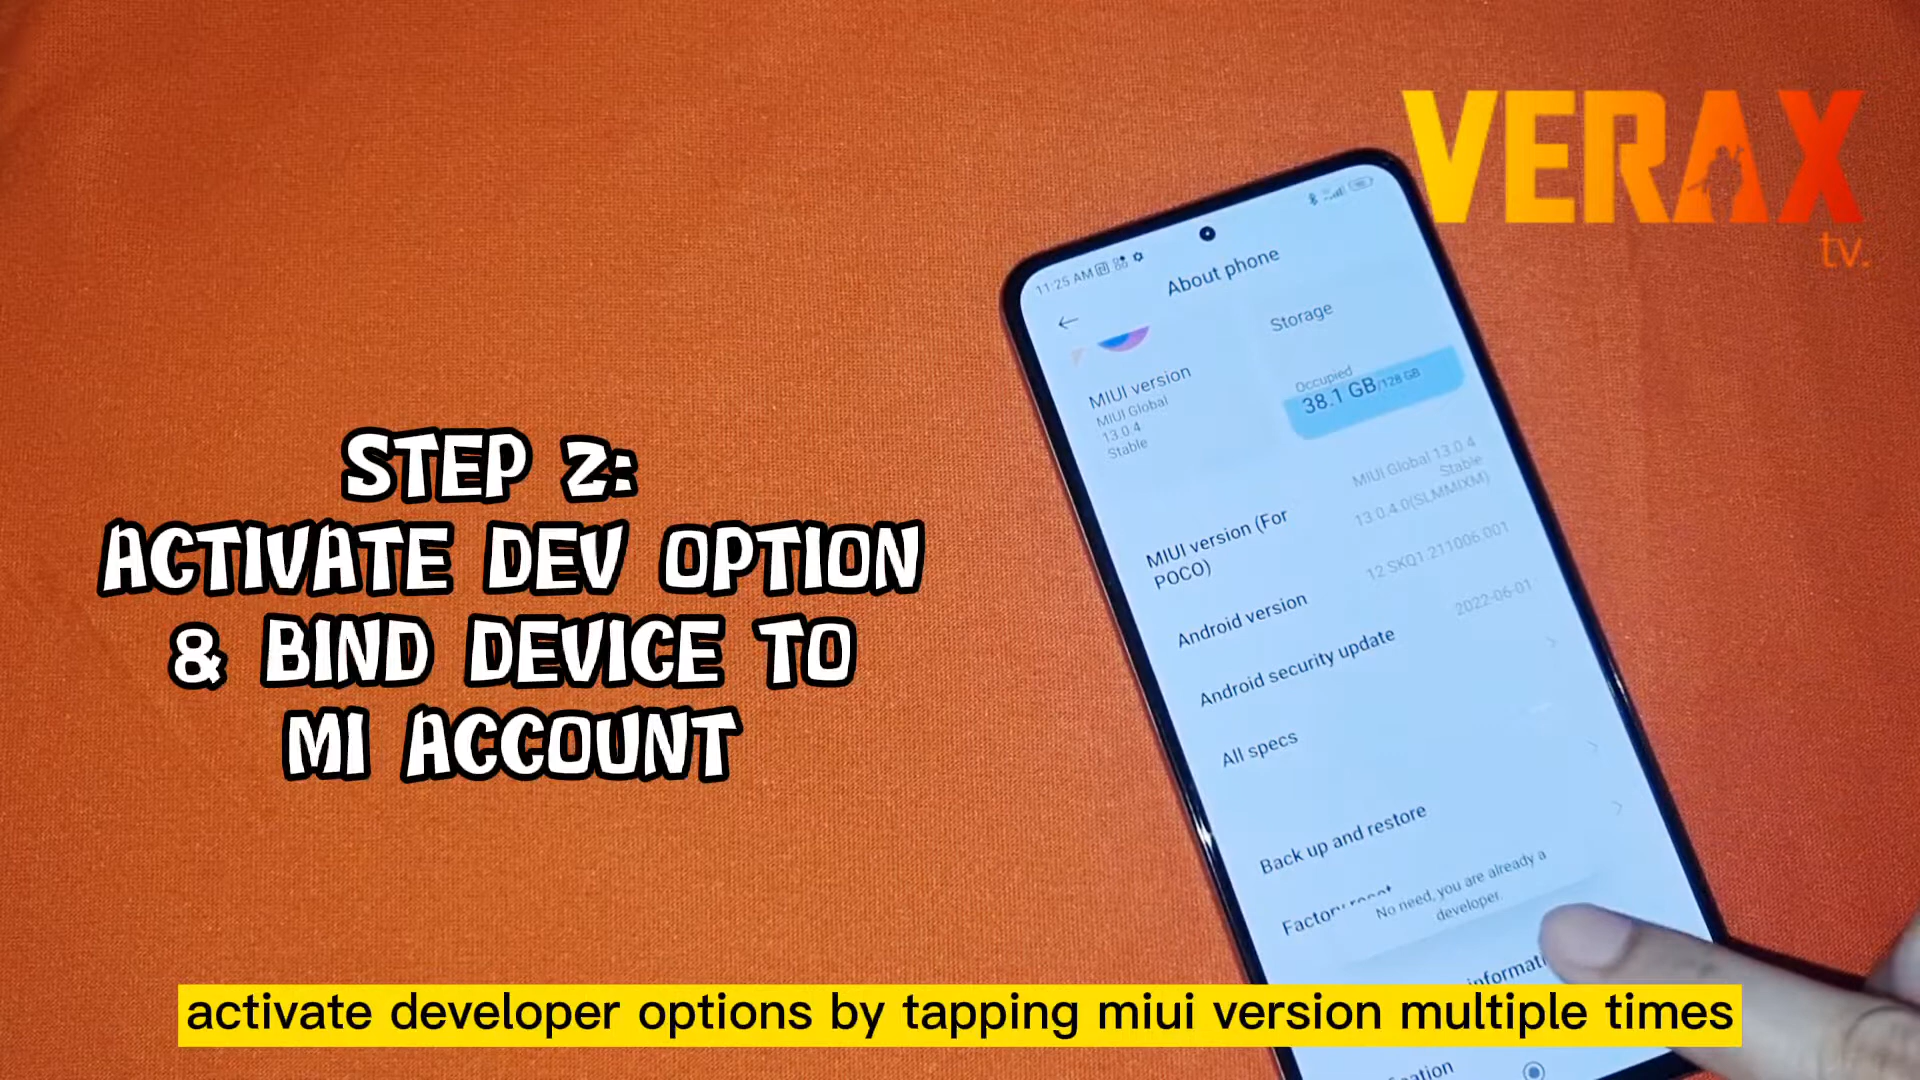 VERAX
tv.
11:25 AM
About phone
Storage
Occupied
38.1 GB/128 GB
MIUI version
MIUI Global
13.0.4
Stable
MIUI version (For
POCO)
MIUI Global 13.0.4
Stable
13.0.4.0(SLMMIXM)
Android version
12 SKQ1.211006.001
Android security update
2022-06-01
All specs
Back up and restore
Factory reset
No need, you are already a
developer.
STEP 2:
ACTIVATE DEV OPTION
& BIND DEVICE TO
MI ACCOUNT
activate developer options by tapping miui version multiple times